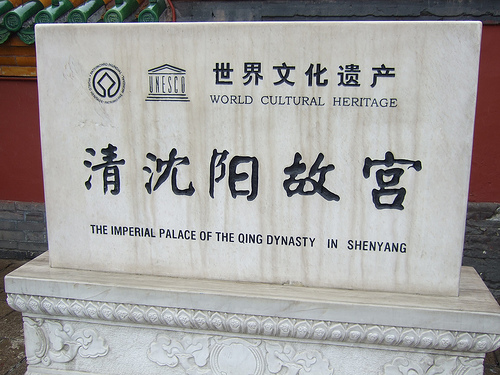 世界文化遗产
UNESCO
WORLD CULTURAL HERITAGE
清沈阳故宫
THE IMPERIAL PALACE OF THE QING DYNASTY IN SHENYANG